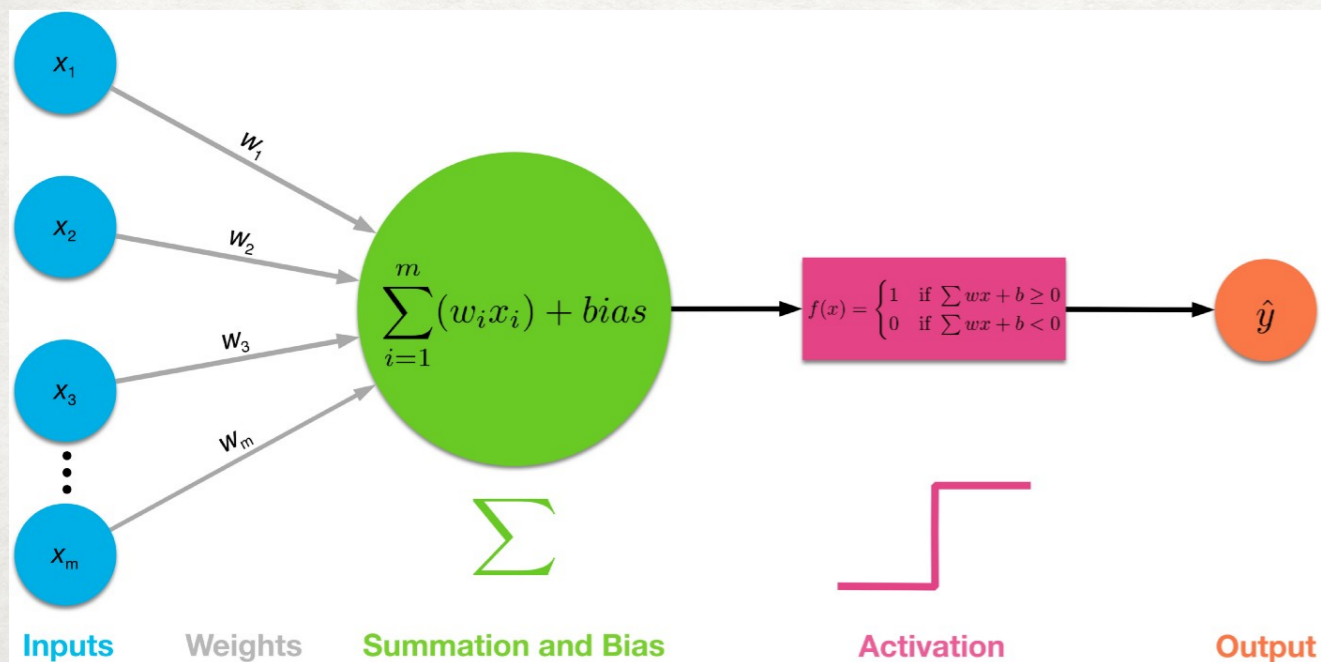 x₁
w₁
x₂
w₂
x₃
w₃
xₘ
wₘ
m
∑(wᵢxᵢ) + bias
i=1
f(x) = {1 if ∑ wx + b ≥ 0
0 if ∑ wx + b < 0
ŷ
∑
Inputs Weights Summation and Bias Activation Output